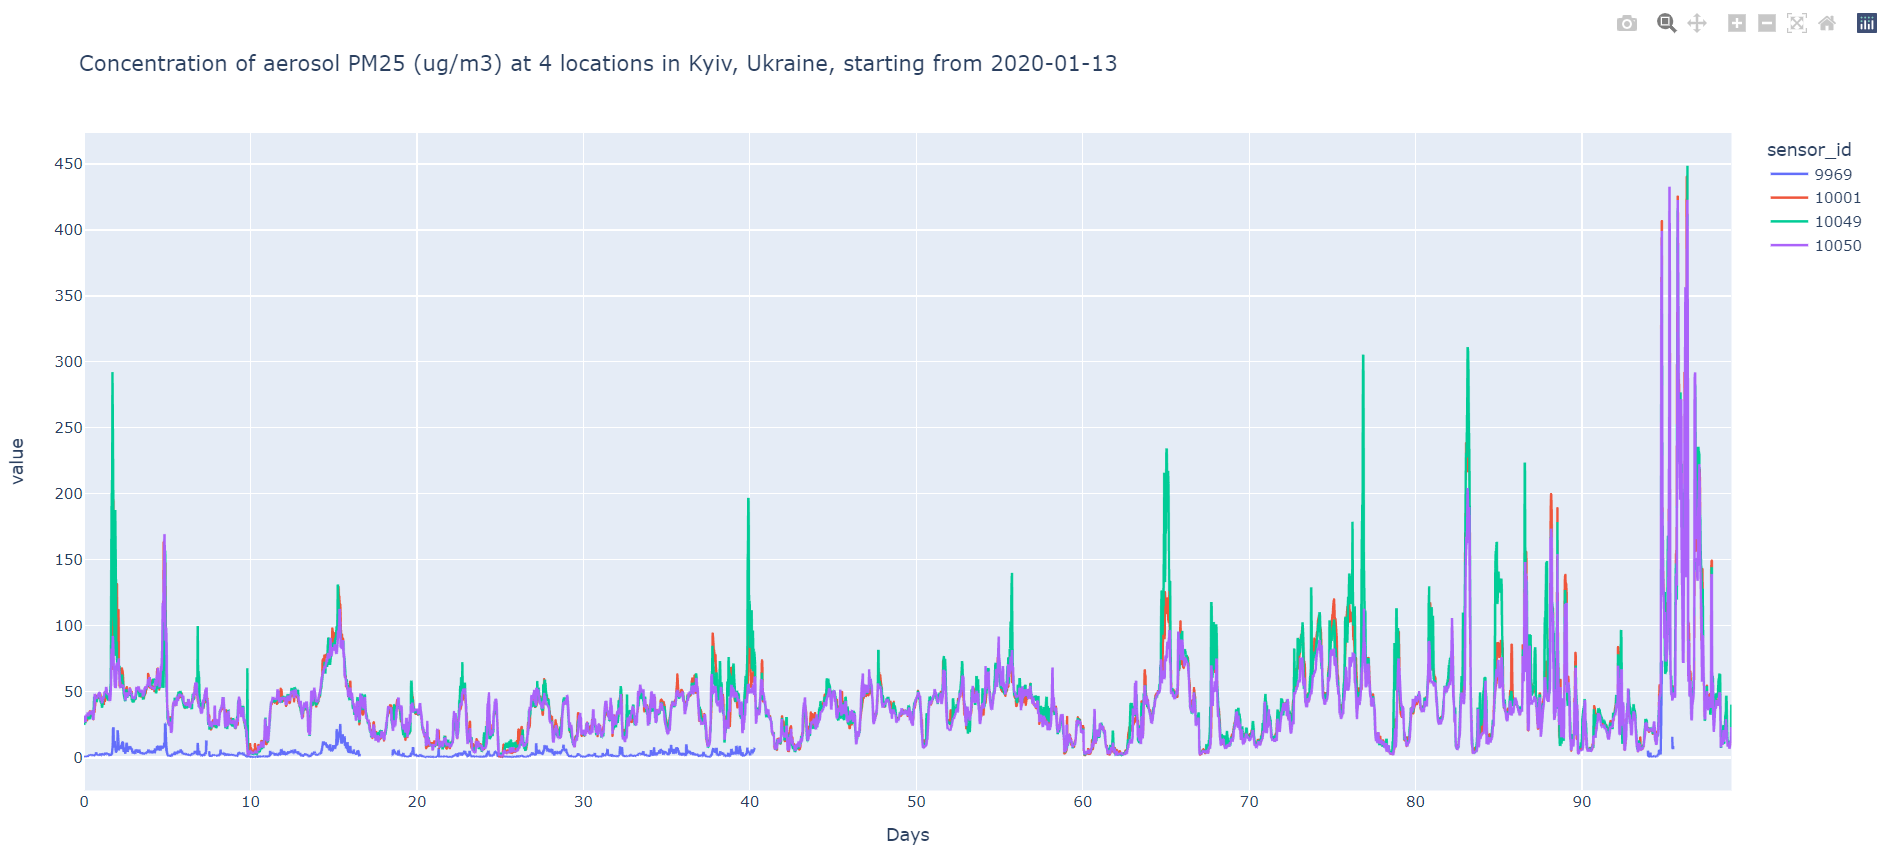 Concentration of aerosol PM25 (ug/m3) at 4 locations in Kyiv, Ukraine, starting from 2020-01-13
sensor_id
9969
10001
10049
10050
value
450
400
350
300
250
200
150
100
50
0
0 10 20 30 40 50 60 70 80 90
Days